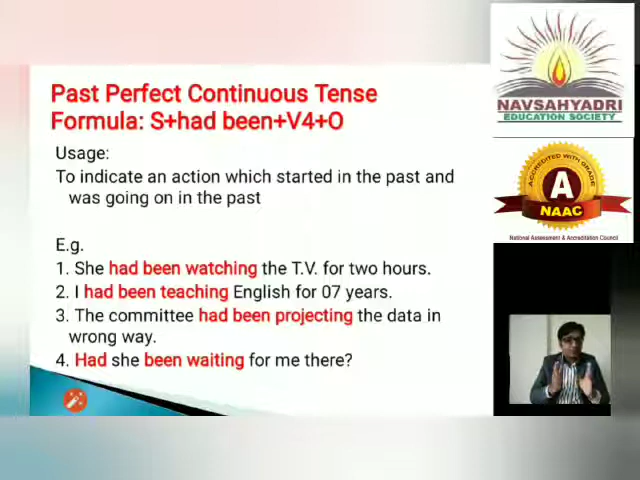 Past Perfect Continuous Tense
Formula: S+had been+V4+O
Usage:
To indicate an action which started in the past and
was going on in the past
E.g.
1. She had been watching the T.V. for two hours.
2. I had been teaching English for 07 years.
3. The committee had been projecting the data in
wrong way.
4. Had she been waiting for me there?
NAVSAHYADRI
EDUCATION SOCIETY
ACCREDITED WITH GRADE
A
NAAC
National Assessment & Accreditation Council